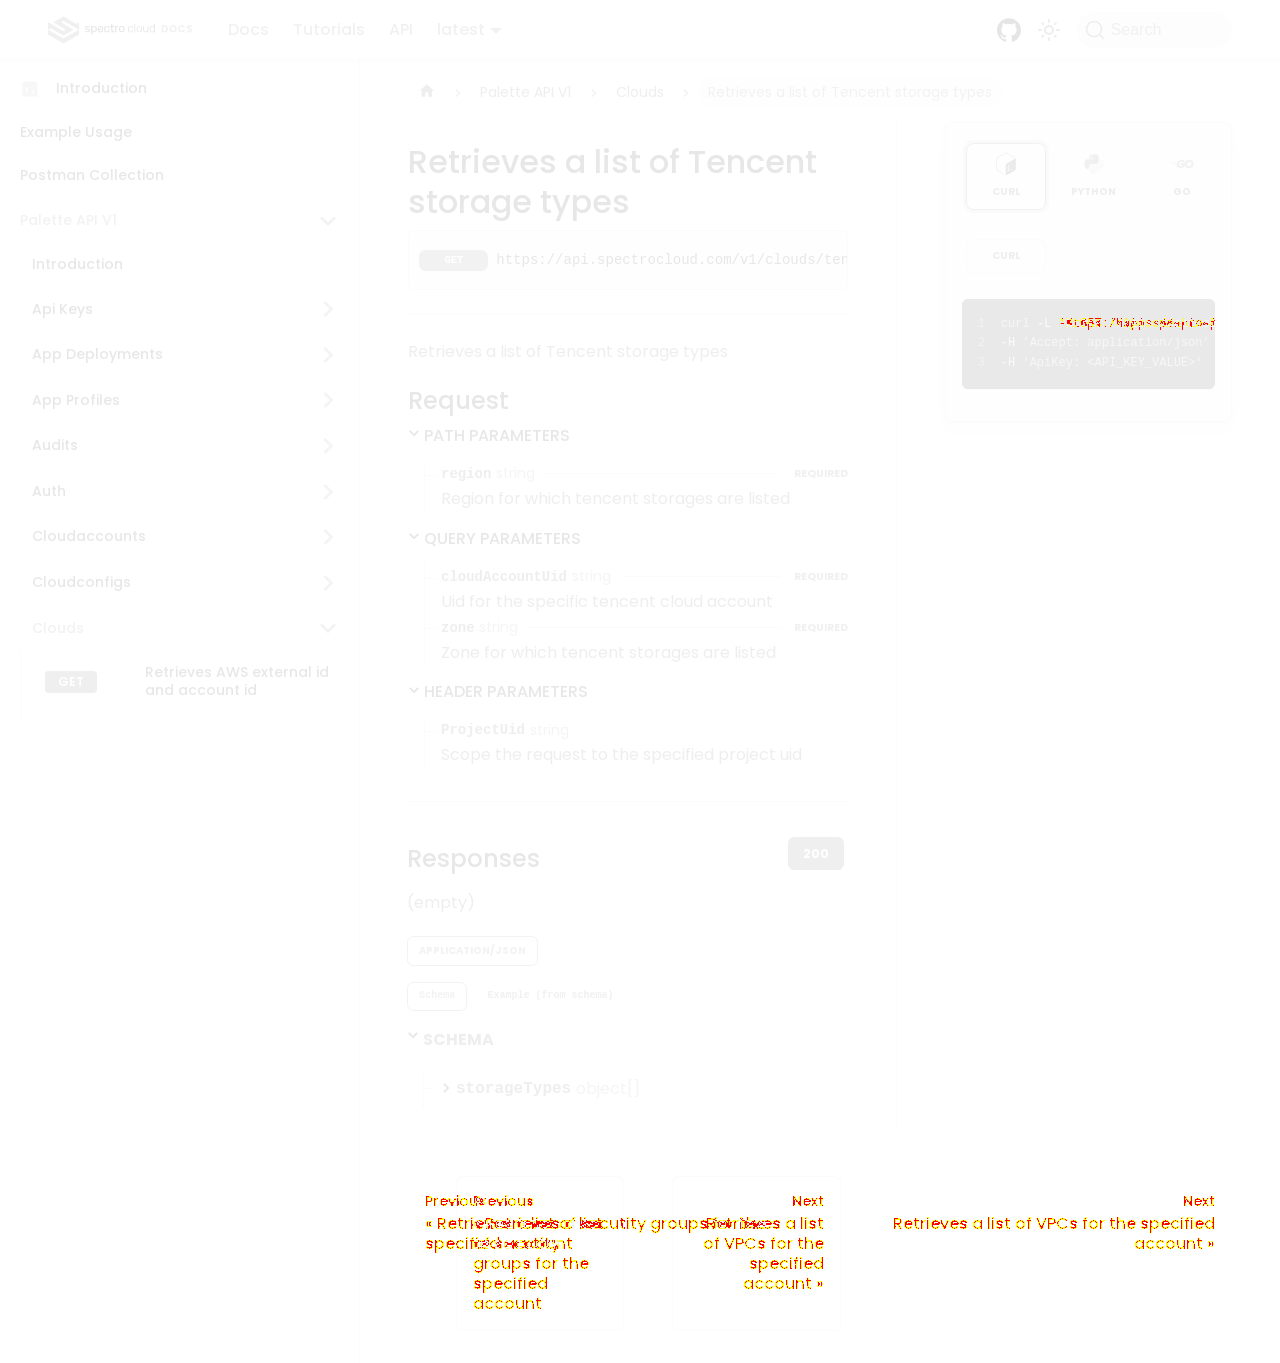 spectro cloud DOCS Docs Tutorials API latest Search
Introduction
Example Usage
Postman Collection
Palette API V1
Introduction
Api Keys
App Deployments
App Profiles
Audits
Auth
Cloudaccounts
Cloudconfigs
Clouds
GET Retrieves AWS external id
and account id
Palette API V1 Clouds Retrieves a list of Tencent storage types
Retrieves a list of Tencent
storage types
GET https://api.spectrocloud.com/v1/clouds/ten
Retrieves a list of Tencent storage types
Request
PATH PARAMETERS
region string REQUIRED
Region for which tencent storages are listed
QUERY PARAMETERS
cloudAccountUid string REQUIRED
Uid for the specific tencent cloud account
zone string REQUIRED
Zone for which tencent storages are listed
HEADER PARAMETERS
ProjectUid string
Scope the request to the specified project uid
Responses 200
(empty)
APPLICATION/JSON
Schema Example (from schema)
SCHEMA
storageTypes object[]
CURL PYTHON GO
CURL
1 curl -L
2 -H 'Accept: application/json'
3 -H 'ApiKey: <API_KEY_VALUE>'
Previous
groups for the
specified
account
Next
of VPCs for the
specified
account »
Next
Retrieves a list of VPCs for the specified
account »